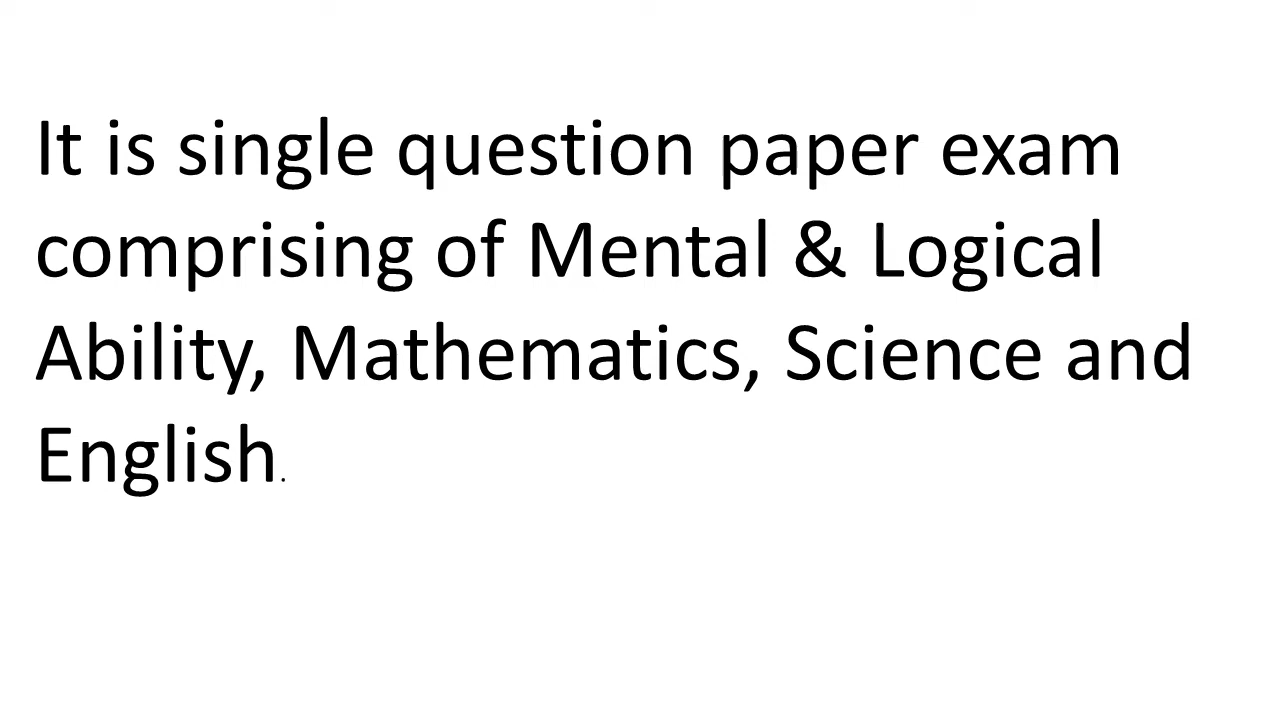 It is single question paper exam
comprising of Mental & Logical
Ability, Mathematics, Science and
English.